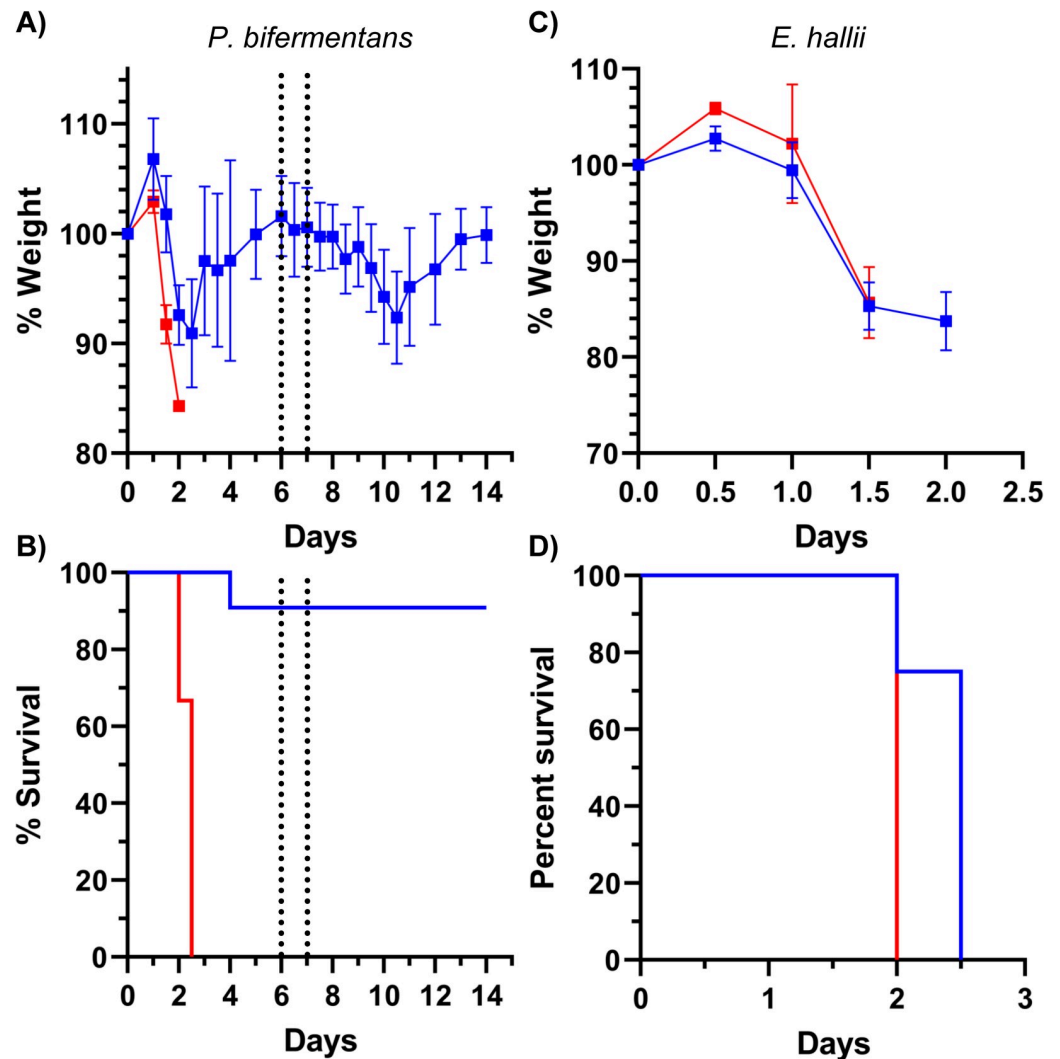 A)
P. bifermentans
% Weight
110
100
90
80
0 2 4 6 8 10 12 14
Days
C)
E. hallii
% Weight
110
100
90
80
70
0.0 0.5 1.0 1.5 2.0 2.5
Days
B)
% Survival
100
80
60
40
20
0
0 2 4 6 8 10 12 14
Days
D)
Percent survival
100
80
60
40
20
0
0 1 2 3
Days